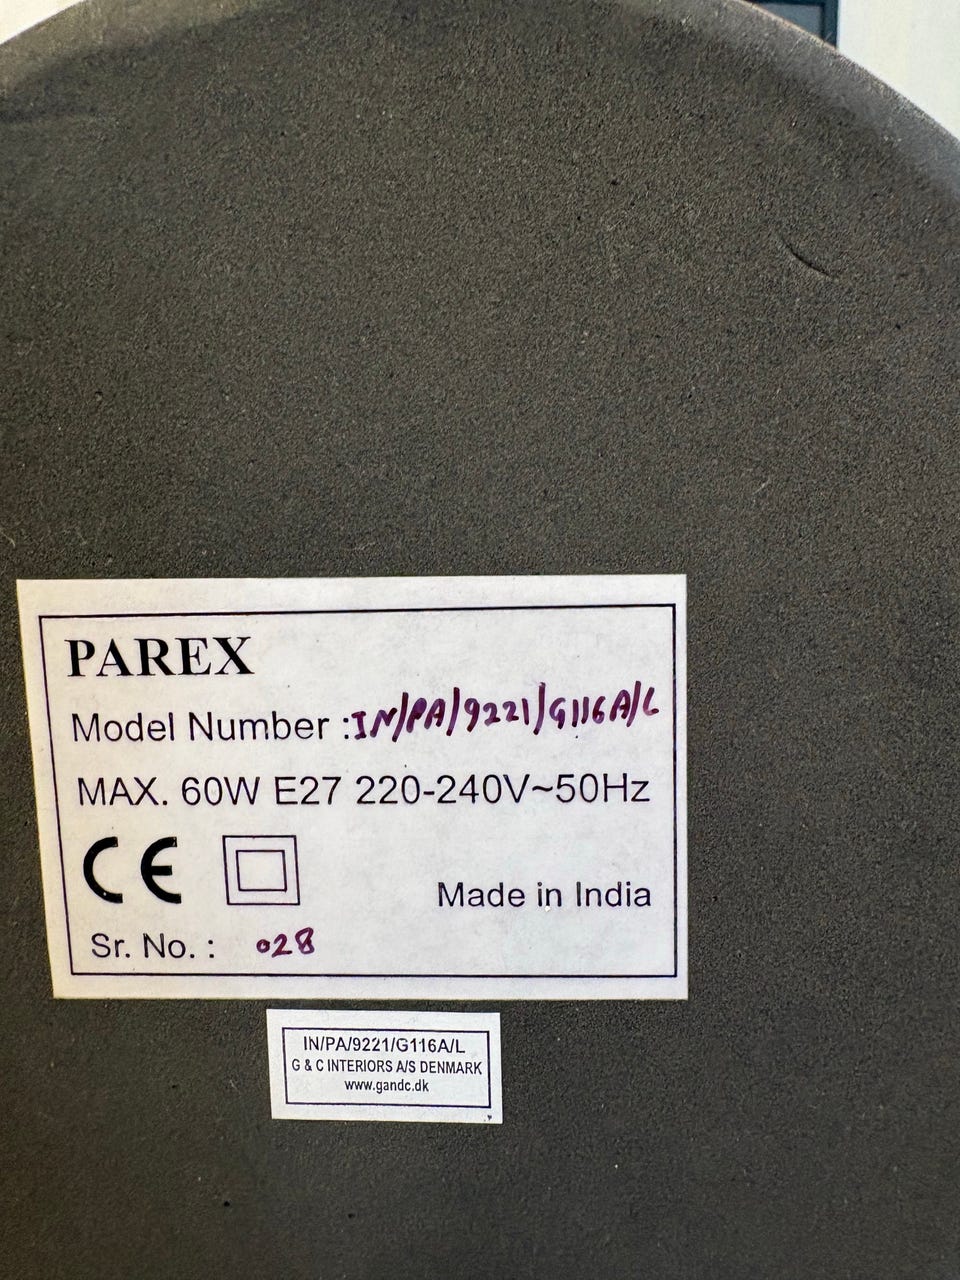 PAREX
Model Number : IN/PA/9221/G116A/L
MAX. 60W E27 220-240V~50Hz
CE
Made in India
Sr. No. : 028
IN/PA/9221/G116A/L
G & C INTERIORS A/S DENMARK
www.gandc.dk